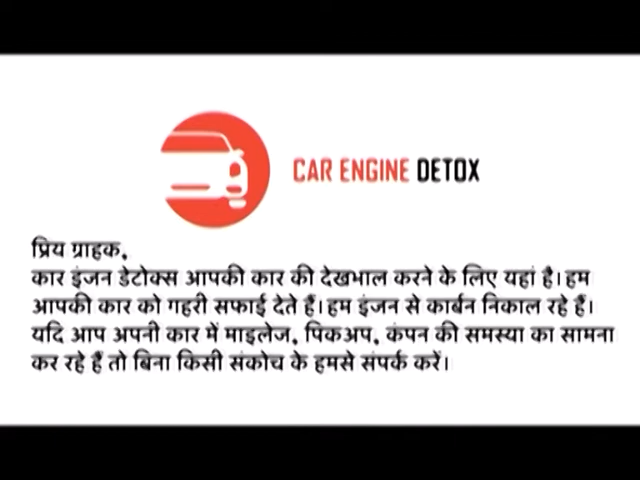 CAR ENGINE DETOX
प्रिय ग्राहक,
कार इंजन डेटोक्स आपकी कार की देखभाल करने के लिए यहां है। हम
आपकी कार को गहरी सफाई देते हैं। हम इंजन से कार्बन निकाल रहे हैं।
यदि आप अपनी कार में माइलेज, पिकअप, कंपन की समस्या का सामना
कर रहे हैं तो बिना किसी संकोच के हमसे संपर्क करें।